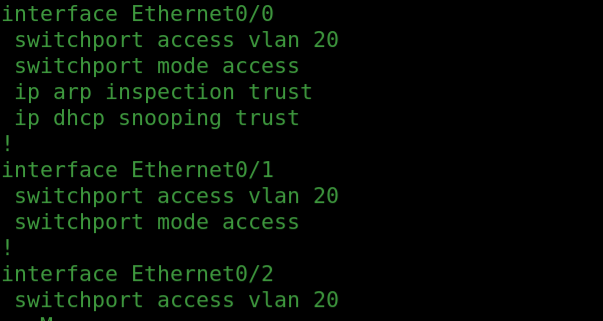 interface Ethernet0/0
 switchport access vlan 20
 switchport mode access
 ip arp inspection trust
 ip dhcp snooping trust
!
interface Ethernet0/1
 switchport access vlan 20
 switchport mode access
!
interface Ethernet0/2
 switchport access vlan 20